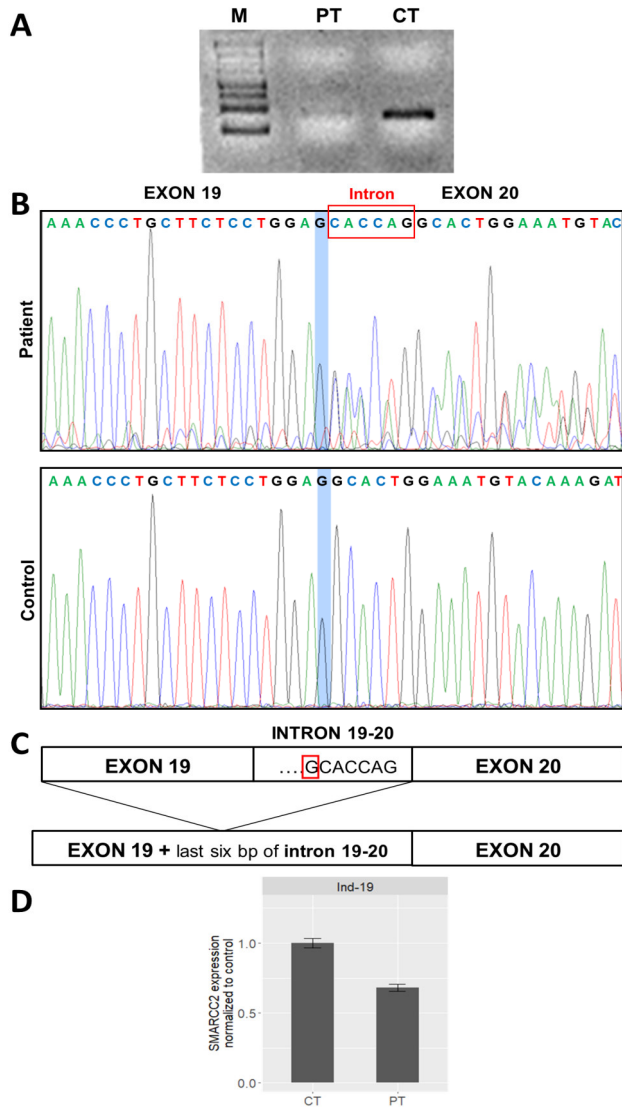 A
M PT CT
B
EXON 19 Intron EXON 20
AAACCCTGCTTCTCCTGGAGCACCAGGCACTGGAAATGTAC
Patient
AAACCCTGCTTCTCCTGGAGGCACTGGAAATGTACAAAGAT
Control
C
INTRON 19-20
EXON 19 ....GCACCAG EXON 20
EXON 19 + last six bp of intron 19-20 EXON 20
D
Ind-19
SMARCC2 expression
normalized to control
1.0
0.5
0.0
CT PT